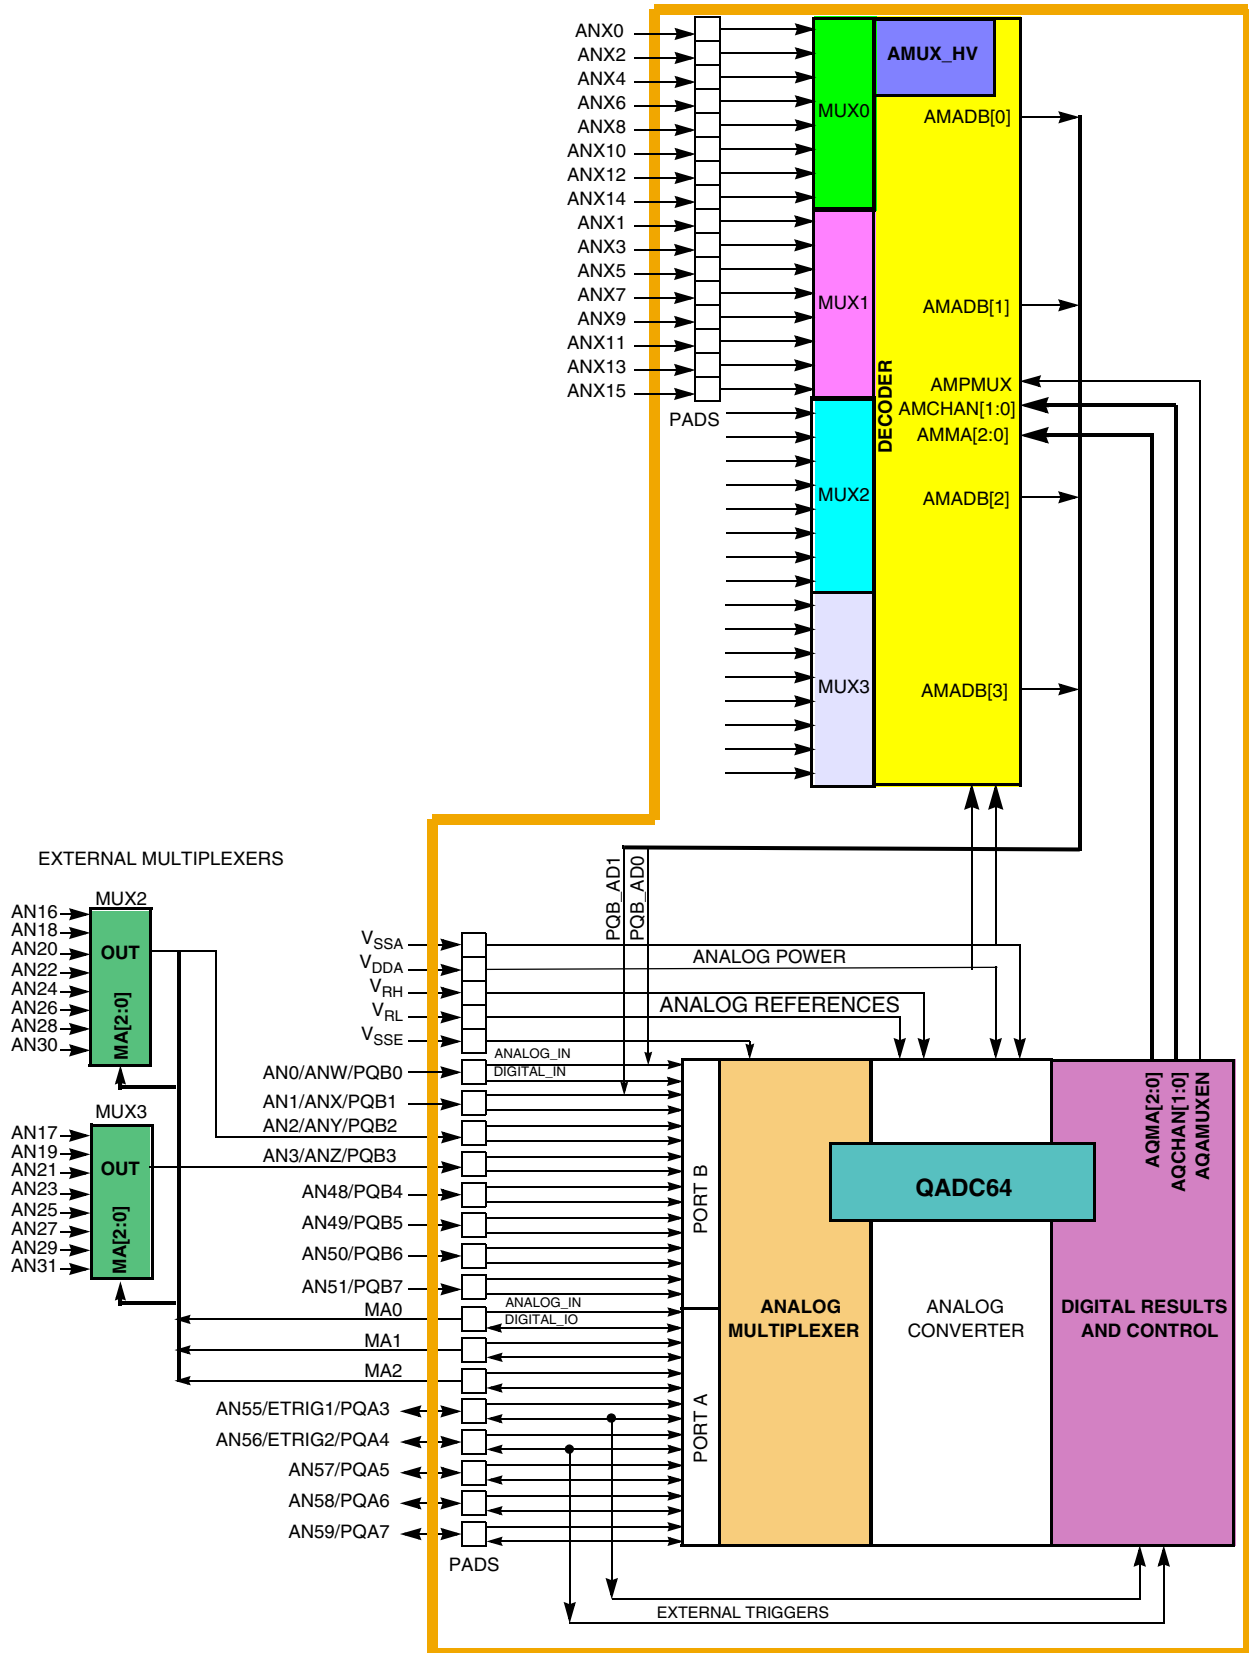 ANX0
ANX2
ANX4
ANX6
ANX8
ANX10
ANX12
ANX14
ANX1
ANX3
ANX5
ANX7
ANX9
ANX11
ANX13
ANX15
PADS
MUX0
MUX1
MUX2
MUX3
AMUX_HV
DECODER
AMADB[0]
AMADB[1]
AMPMUX
AMCHAN[1:0]
AMMA[2:0]
AMADB[2]
AMADB[3]
EXTERNAL MULTIPLEXERS
MUX2
AN16
AN18
AN20
AN22
AN24
AN26
AN28
AN30
OUT
MA[2:0]
MUX3
AN17
AN19
AN21
AN23
AN25
AN27
AN29
AN31
OUT
MA[2:0]
PQB_AD1
PQB_AD0
VSSA
VDDA
VRH
VRL
VSSE
ANALOG POWER
ANALOG REFERENCES
ANALOG_IN
DIGITAL_IN
AN0/ANW/PQB0
AN1/ANX/PQB1
AN2/ANY/PQB2
AN3/ANZ/PQB3
AN48/PQB4
AN49/PQB5
AN50/PQB6
AN51/PQB7
MA0
MA1
MA2
ANALOG_IN
DIGITAL_IO
AN55/ETRIG1/PQA3
AN56/ETRIG2/PQA4
AN57/PQA5
AN58/PQA6
AN59/PQA7
PADS
PORT B
PORT A
QADC64
ANALOG
MULTIPLEXER
ANALOG
CONVERTER
DIGITAL RESULTS
AND CONTROL
AQMA[2:0]
AQCHAN[1:0]
AQAMUXEN
EXTERNAL TRIGGERS